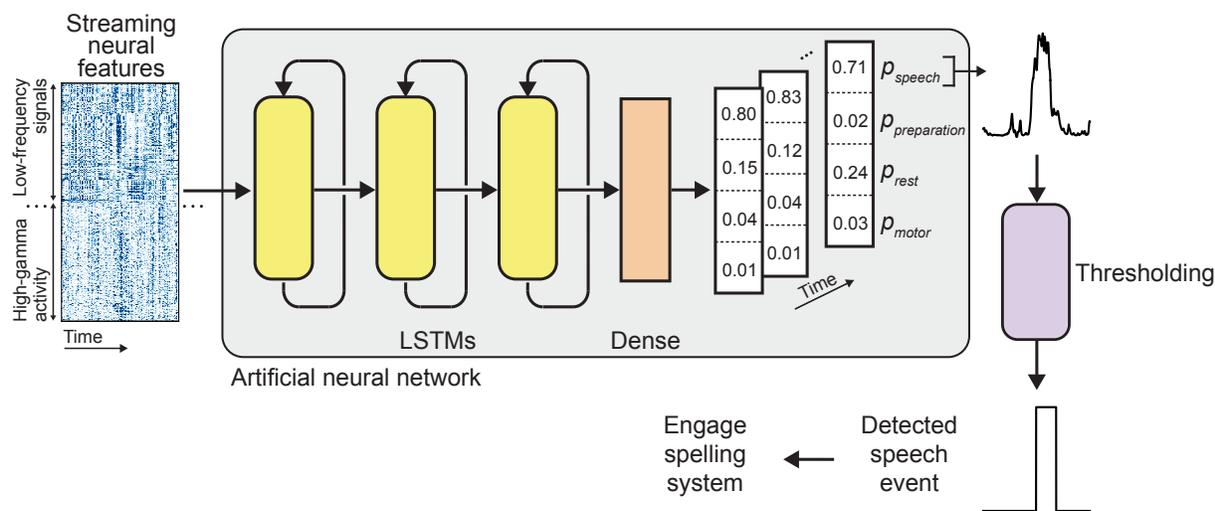 Streaming
neural
features
Low-frequency
signals
High-gamma
activity
Time
0.80
0.15
0.04
0.01
0.83
0.12
0.04
0.01
0.71
0.02
0.24
0.03
p_speech
p_preparation
p_rest
p_motor
Time
LSTMs
Dense
Artificial neural network
Thresholding
Detected
speech
event
Engage
spelling
system